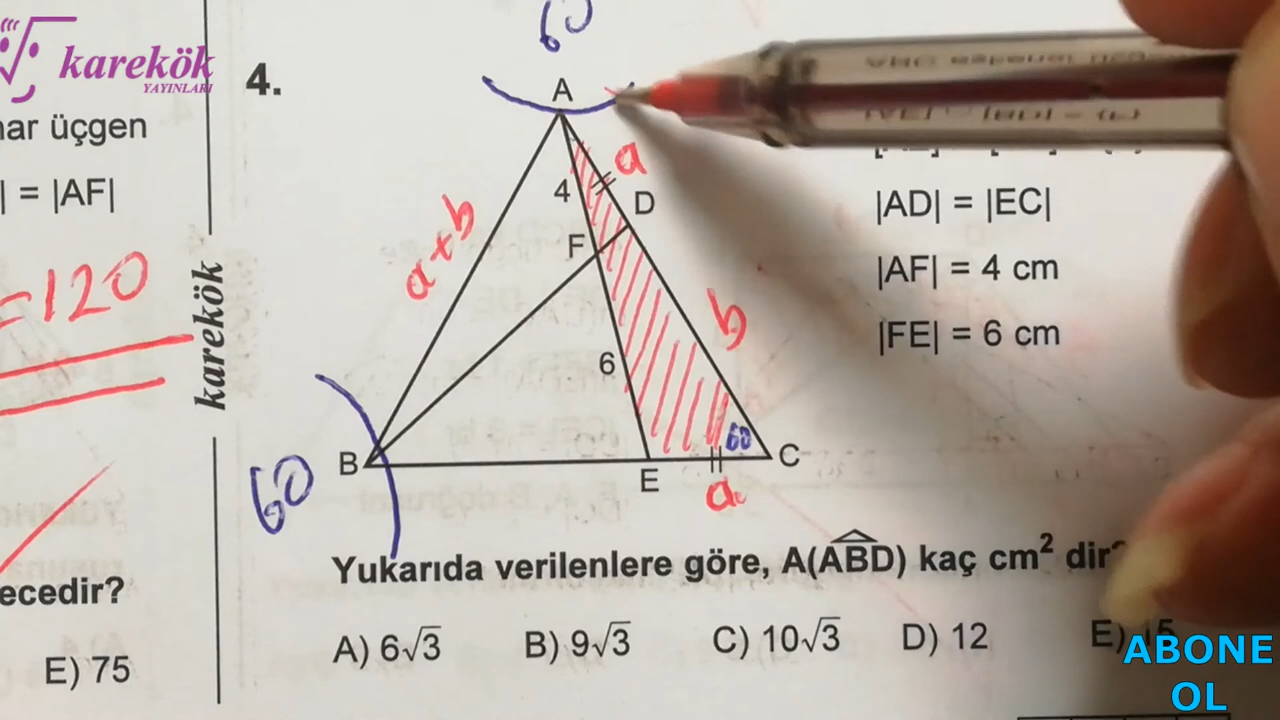 karekök
YAYINLARI
nar üçgen
| = |AF|
=120
karekök
ecedir?
E) 75
4.
60
A
a
4
D
F
a+b
b
6
60
B
E
C
60
a
|AD| = |EC|
|AF| = 4 cm
|FE| = 6 cm
Yukarıda verilenlere göre, A(ABD) kaç cm² dir?
A) 6√3 B) 9√3 C) 10√3 D) 12 E) 15
ABONE
OL